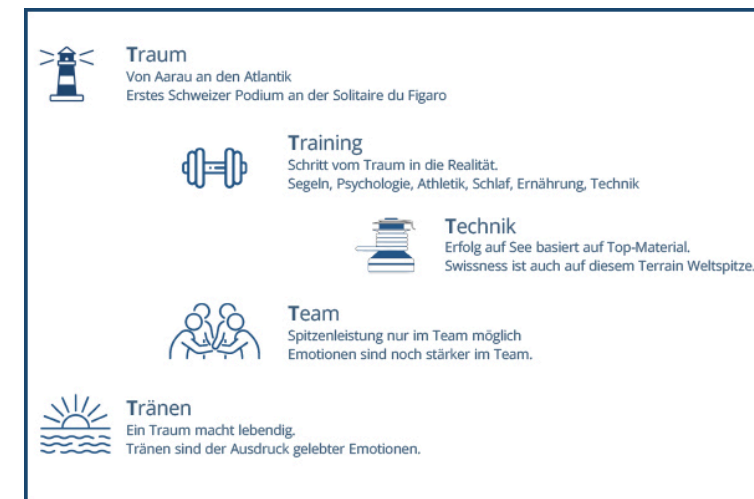 Traum
Von Aarau an den Atlantik
Erstes Schweizer Podium an der Solitaire du Figaro
Training
Schritt vom Traum in die Realität.
Segeln, Psychologie, Athletik, Schlaf, Ernährung, Technik
Technik
Erfolg auf See basiert auf Top-Material.
Swissness ist auch auf diesem Terrain Weltspitze.
Team
Spitzenleistung nur im Team möglich
Emotionen sind noch stärker im Team.
Tränen
Ein Traum macht lebendig.
Tränen sind der Ausdruck gelebter Emotionen.